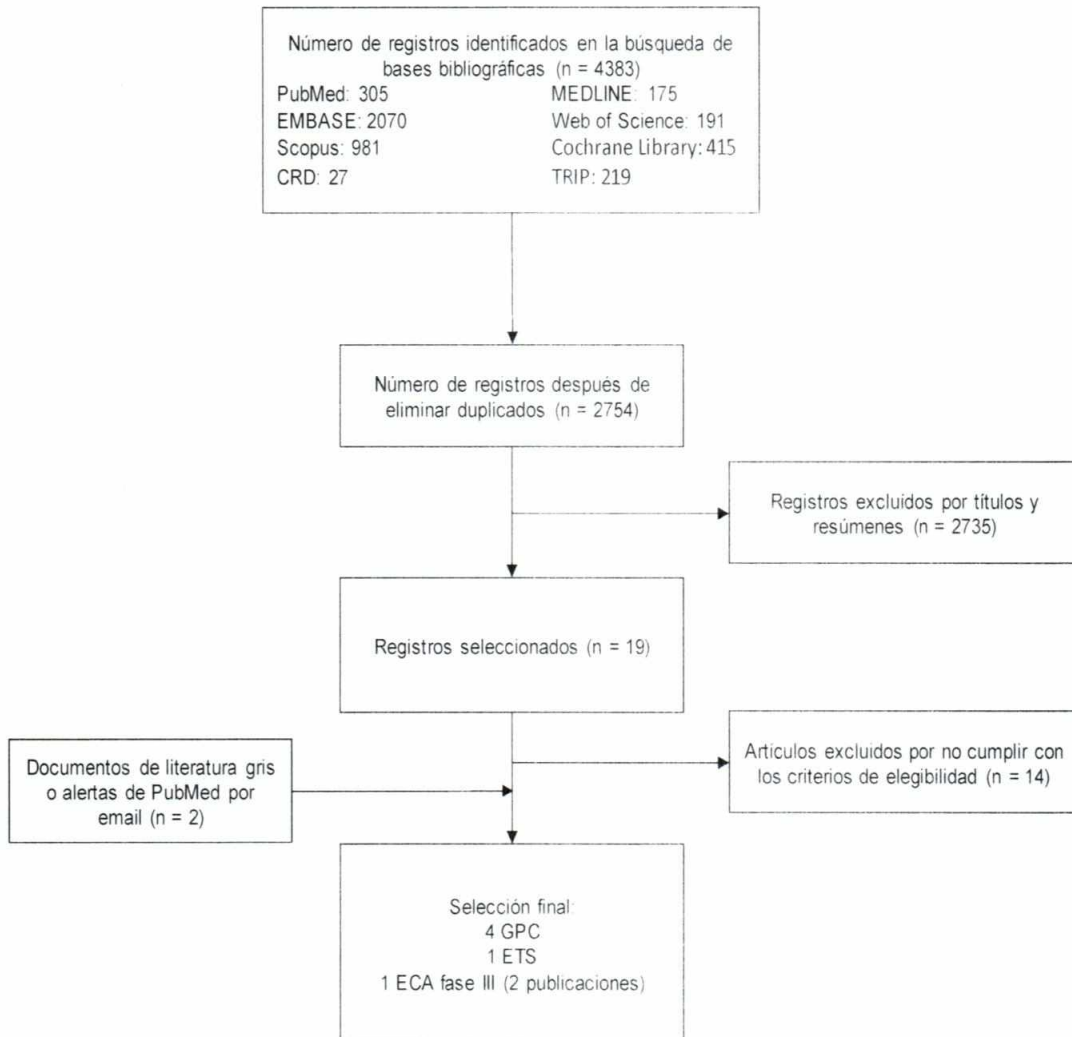 Número de registros identificados en la búsqueda de
bases bibliográficas (n = 4383)
PubMed: 305 MEDLINE: 175
EMBASE: 2070 Web of Science: 191
Scopus: 981 Cochrane Library: 415
CRD: 27 TRIP: 219
Número de registros después de
eliminar duplicados (n = 2754)
Registros excluidos por títulos y
resúmenes (n = 2735)
Registros seleccionados (n = 19)
Artículos excluidos por no cumplir con
los criterios de elegibilidad (n = 14)
Documentos de literatura gris
o alertas de PubMed por
email (n = 2)
Selección final:
4 GPC
1 ETS
1 ECA fase III (2 publicaciones)